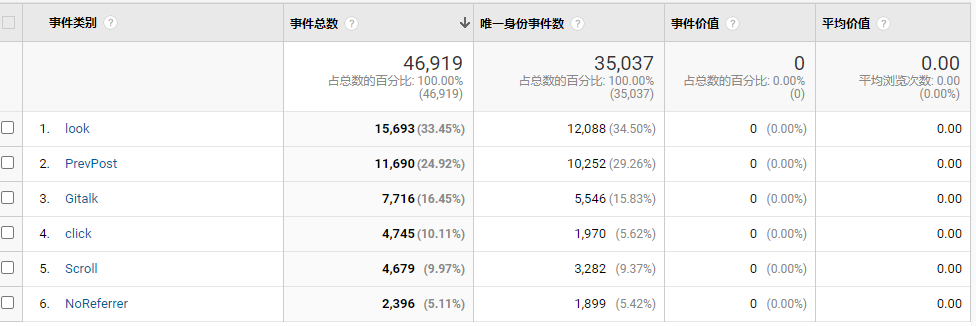 事件类别 ? 事件总数 ? 唯一身份事件数 ? 事件价值 ? 平均价值 ?
46,919 35,037 0 0.00
占总数的百分比: 100.00% 占总数的百分比: 100.00% 占总数的百分比: 0.00% 平均浏览次数: 0.00
(46,919) (35,037) (0) (0.00%)
1. look 15,693 (33.45%) 12,088 (34.50%) 0 (0.00%) 0.00
2. PrevPost 11,690 (24.92%) 10,252 (29.26%) 0 (0.00%) 0.00
3. Gitalk 7,716 (16.45%) 5,546 (15.83%) 0 (0.00%) 0.00
4. click 4,745 (10.11%) 1,970 (5.62%) 0 (0.00%) 0.00
5. Scroll 4,679 (9.97%) 3,282 (9.37%) 0 (0.00%) 0.00
6. NoReferrer 2,396 (5.11%) 1,899 (5.42%) 0 (0.00%) 0.00